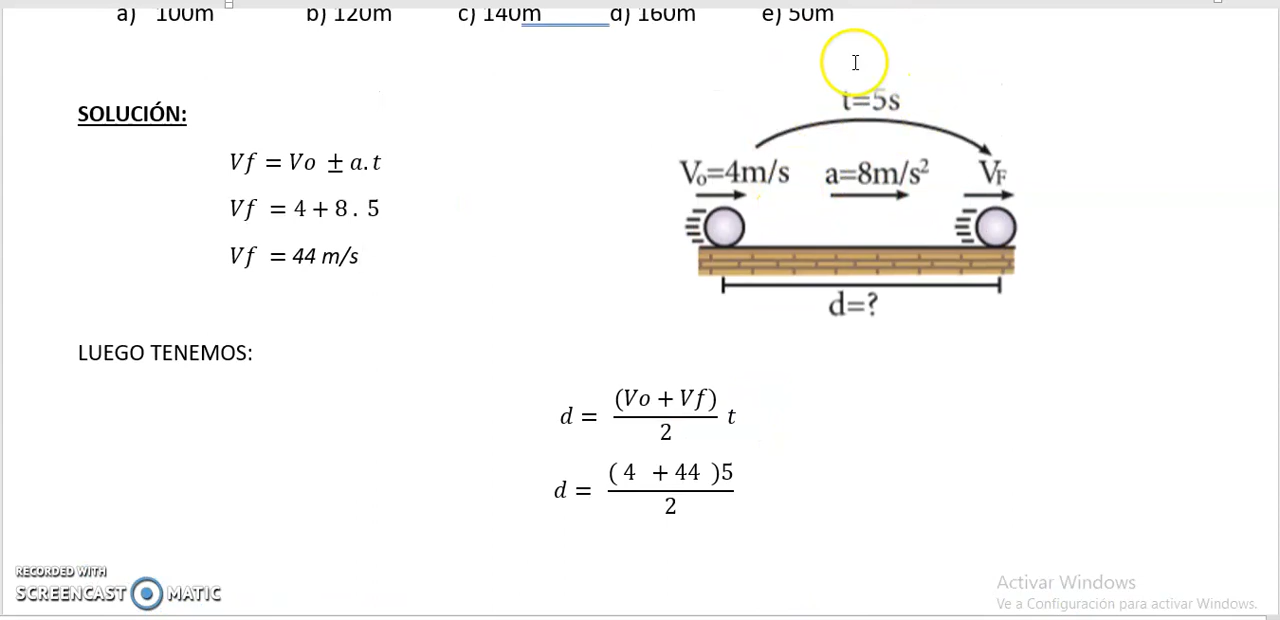 a) 100m b) 120m c) 140m d) 160m e) 50m
t=5s
SOLUCIÓN:
Vf = Vo ± a.t
V₀=4m/s a=8m/s² V_F
Vf = 4 + 8 . 5
Vf = 44 m/s
d=?
LUEGO TENEMOS:
d = (Vo + Vf)/2 t
d = ( 4 + 44 )5/2
RECORDED WITH
SCREENCAST MATIC
Activar Windows
Ve a Configuración para activar Windows.